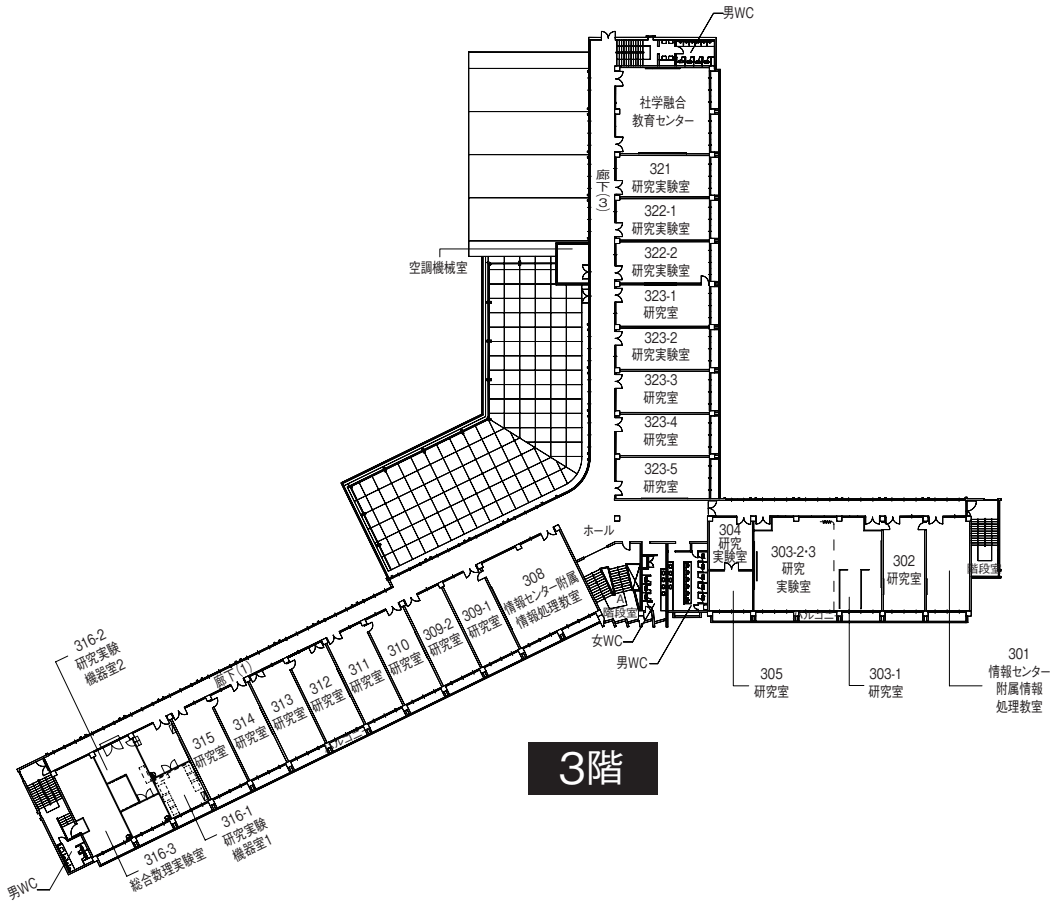 男WC
社学融合
教育センター
廊下(3)
321
研究実験室
322-1
研究実験室
322-2
研究実験室
空調機械室
323-1
研究室
323-2
研究実験室
323-3
研究室
323-4
研究室
323-5
研究室
ホール
304
研究
実験室
303-2・3
研究
実験室
302
研究室
階段室
308
情報センター附属
情報処理教室
階段室
A
女WC
男WC
305
研究室
303-1
研究室
301
情報センター
附属情報
処理教室
309-1
研究室
309-2
研究室
310
研究室
311
研究室
312
研究室
313
研究室
314
研究室
315
研究室
廊下(1)
316-2
研究実験
機器室2
316-1
研究実験
機器室1
316-3
総合数理実験室
男WC
3階